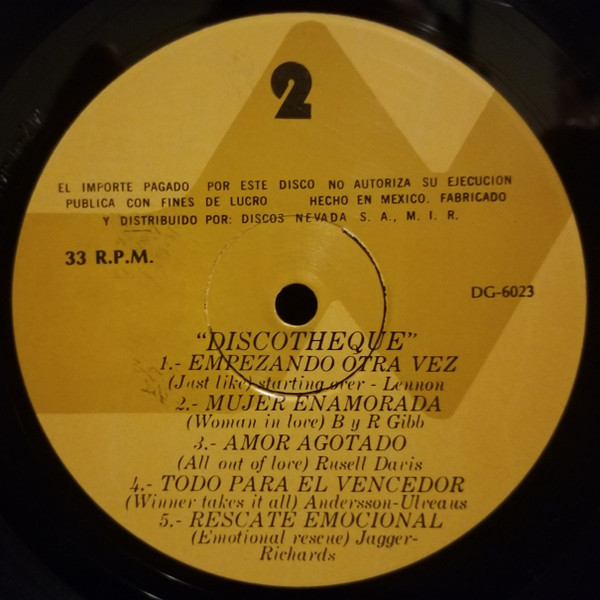 2
EL IMPORTE PAGADO POR ESTE DISCO NO AUTORIZA SU EJECUCION
PUBLICA CON FINES DE LUCRO HECHO EN MEXICO. FABRICADO
Y DISTRIBUIDO POR: DISCOS NEVADA S. A., M. I. R.
33 R.P.M.
DG-6023
"DISCOTHEQUE"
1.- EMPEZANDO OTRA VEZ
(Just like) starting over - Lennon
2.- MUJER ENAMORADA
(Woman in love) B y R Gibb
3.- AMOR AGOTADO
(All out of love) Rusell Davis
4.- TODO PARA EL VENCEDOR
(Winner takes it all) Andersson-Ulreaus
5.- RESCATE EMOCIONAL
(Emotional rescue) Jagger-
Richards